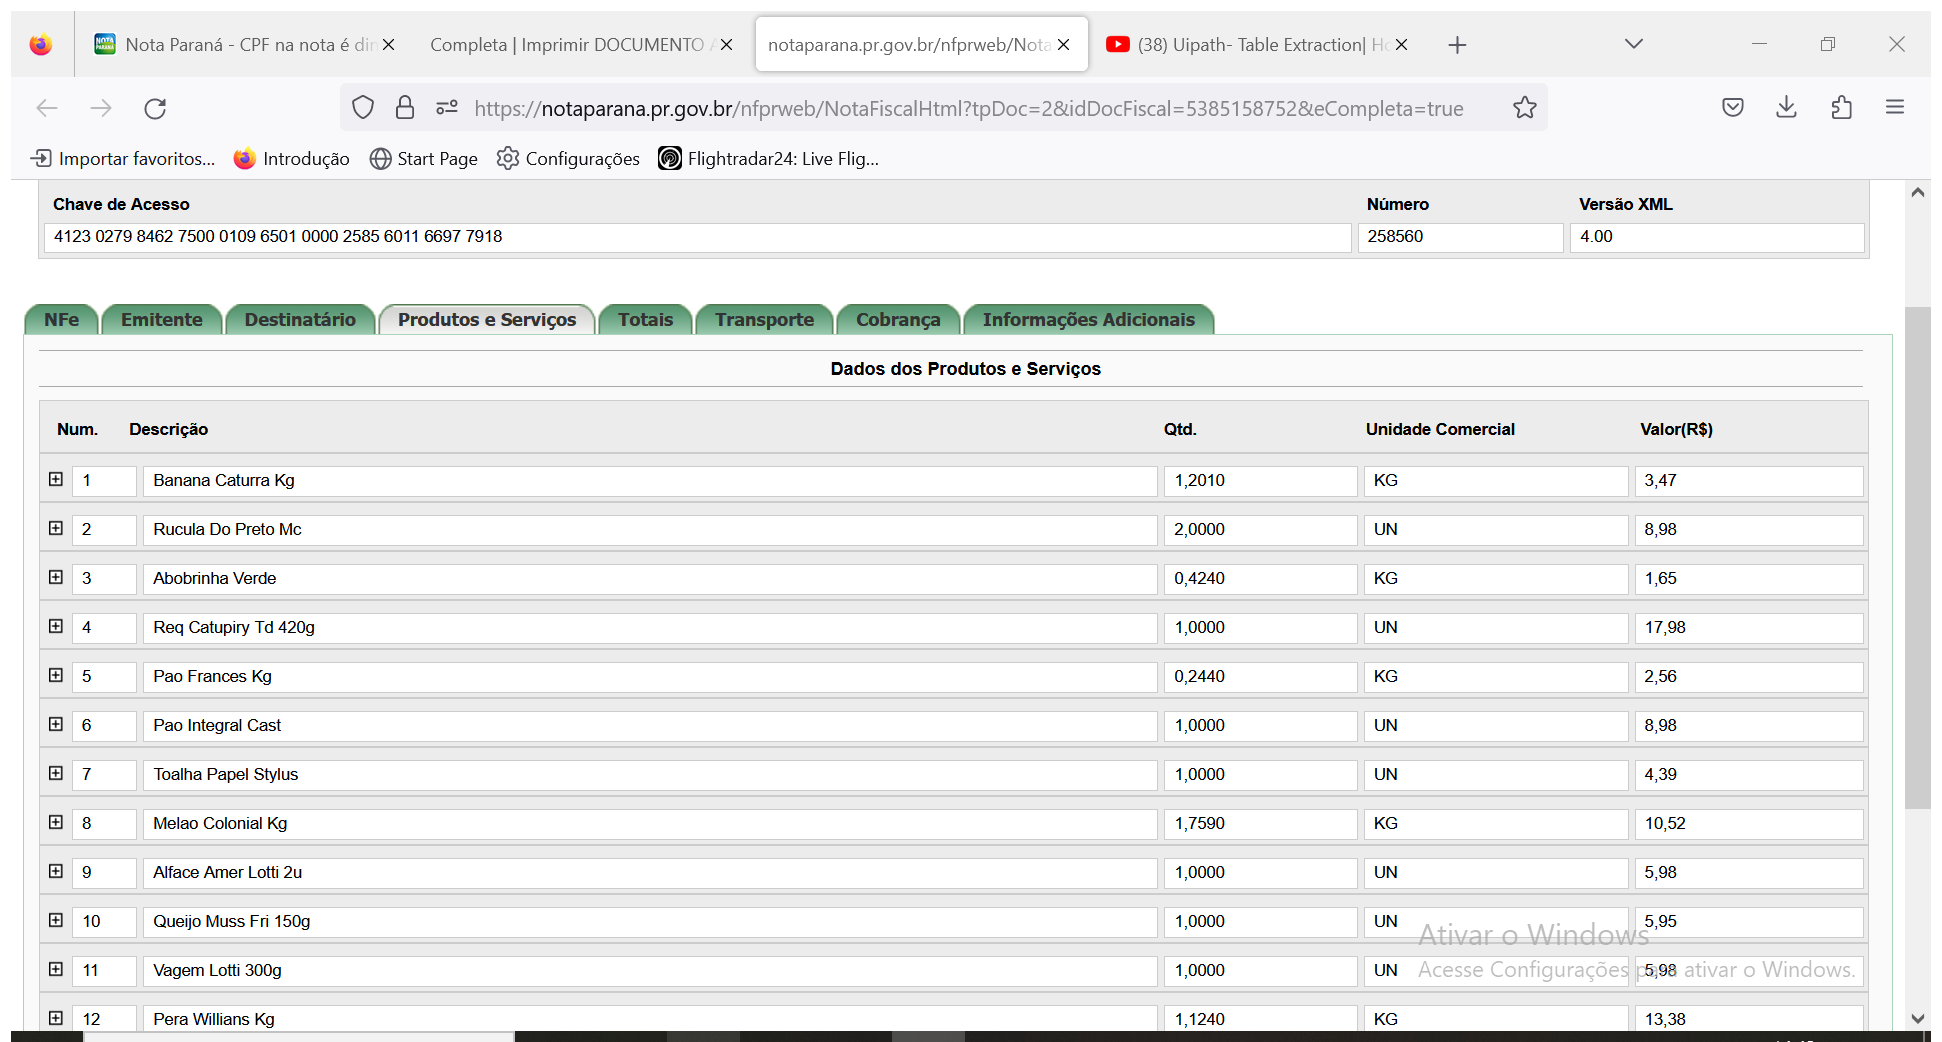 Nota Paraná - CPF na nota é din
Completa | Imprimir DOCUMENTO A
notaparana.pr.gov.br/nfprweb/Nota
(38) Uipath- Table Extraction| Ho
https://notaparana.pr.gov.br/nfprweb/NotaFiscalHtml?tpDoc=2&idDocFiscal=5385158752&eCompleta=true
Importar favoritos... Introdução Start Page Configurações Flightradar24: Live Flig...
Chave de Acesso Número Versão XML
4123 0279 8462 7500 0109 6501 0000 2585 6011 6697 7918 258560 4.00
NFe Emitente Destinatário Produtos e Serviços Totais Transporte Cobrança Informações Adicionais
Dados dos Produtos e Serviços
Num. Descrição Qtd. Unidade Comercial Valor(R$)
1 Banana Caturra Kg 1,2010 KG 3,47
2 Rucula Do Preto Mc 2,0000 UN 8,98
3 Abobrinha Verde 0,4240 KG 1,65
4 Req Catupiry Td 420g 1,0000 UN 17,98
5 Pao Frances Kg 0,2440 KG 2,56
6 Pao Integral Cast 1,0000 UN 8,98
7 Toalha Papel Stylus 1,0000 UN 4,39
8 Melao Colonial Kg 1,7590 KG 10,52
9 Alface Amer Lotti 2u 1,0000 UN 5,98
10 Queijo Muss Fri 150g 1,0000 UN 5,95
Ativar o Windows
11 Vagem Lotti 300g 1,0000 UN 5,98
Acesse Configurações para ativar o Windows.
12 Pera Willians Kg 1,1240 KG 13,38